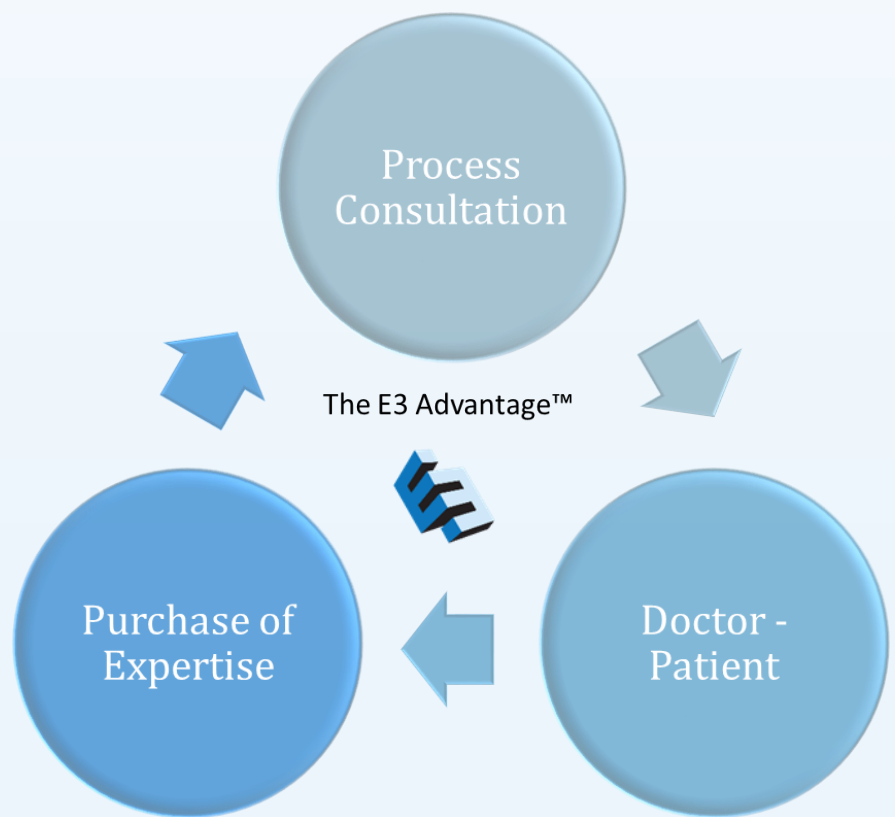 Process
Consultation
The E3 Advantage™
Purchase of
Expertise
Doctor -
Patient